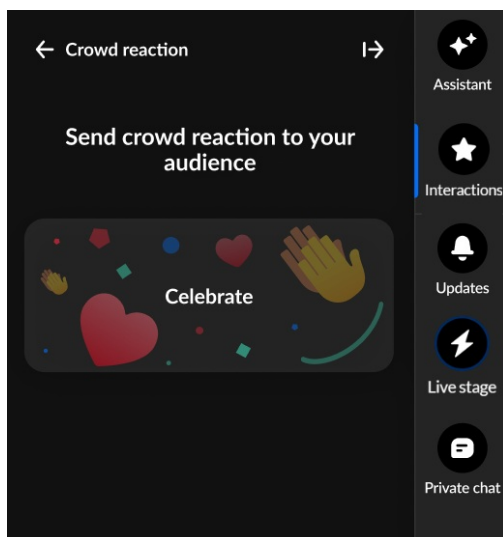 Crowd reaction
Send crowd reaction to your
audience
Celebrate
Assistant
Interactions
Updates
Live stage
Private chat